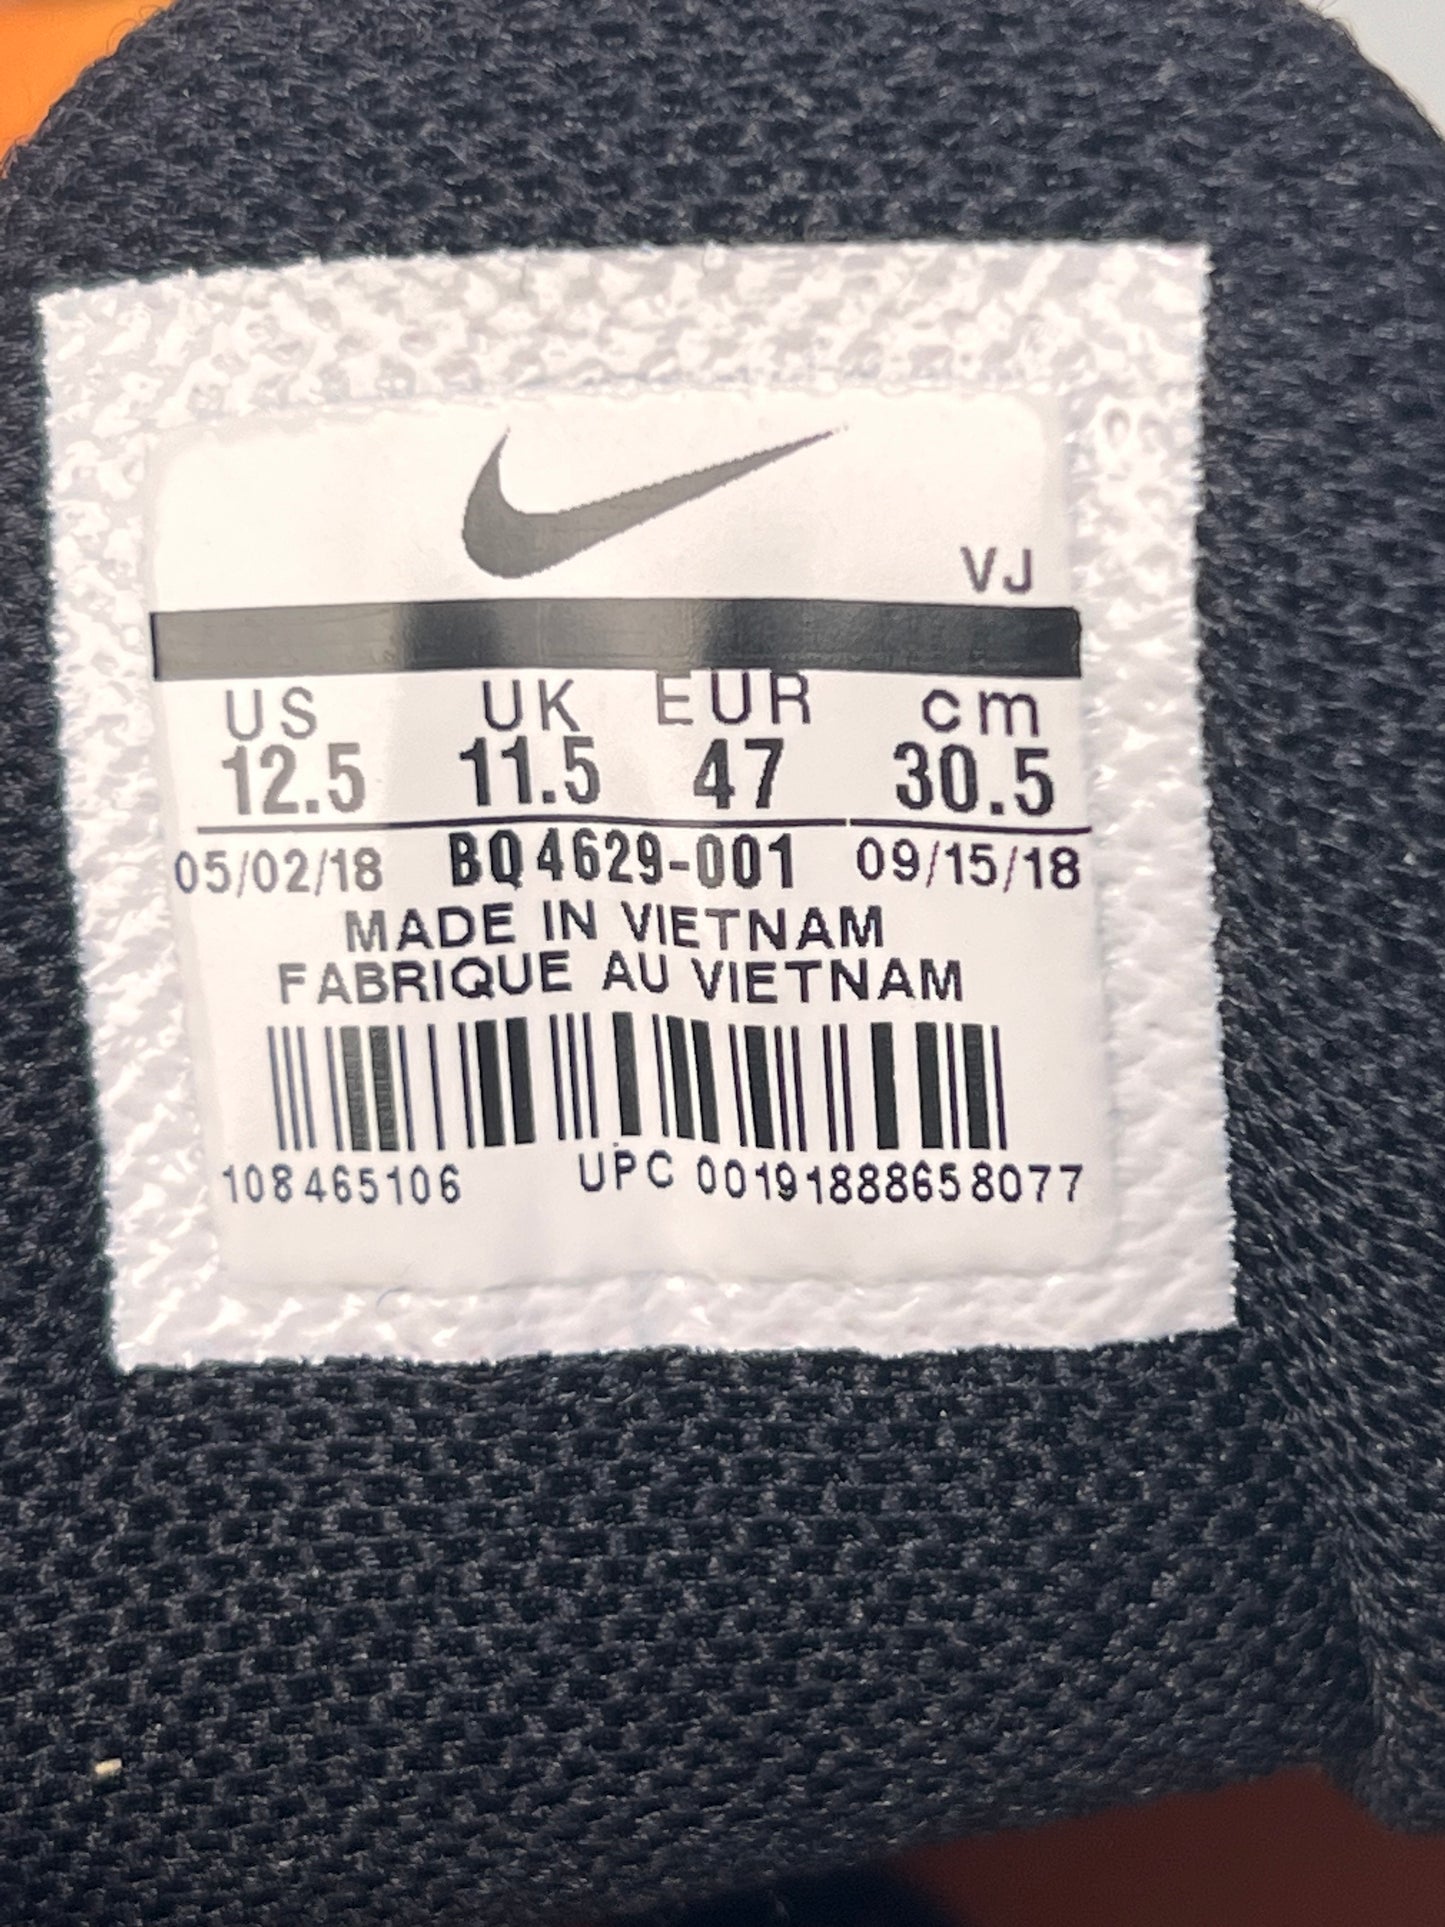 VJ
US UK EUR cm
12.5 11.5 47 30.5
05/02/18 BQ4629-001 09/15/18
MADE IN VIETNAM
FABRIQUE AU VIETNAM
108465106 UPC 00191888658077